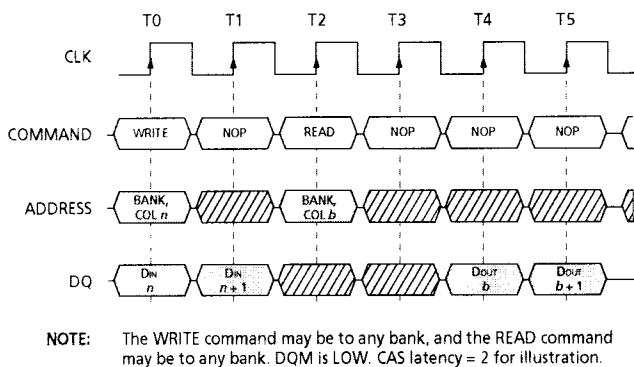 T0 T1 T2 T3 T4 T5
CLK
COMMAND WRITE NOP READ NOP NOP NOP
ADDRESS BANK, COL n BANK, COL b
DQ DIN n DIN n + 1 DOUT b DOUT b + 1
NOTE: The WRITE command may be to any bank, and the READ command
may be to any bank. DQM is LOW. CAS latency = 2 for illustration.